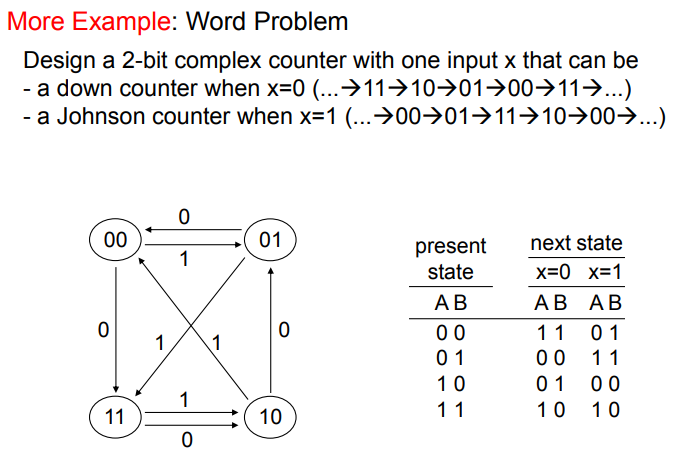 More Example: Word Problem
Design a 2-bit complex counter with one input x that can be
- a down counter when x=0 (...→11→10→01→00→11→...)
- a Johnson counter when x=1 (...→00→01→11→10→00→...)
0
00
01
1
0
1
1
0
1
11
10
0
present
state
next state
x=0 x=1
A B
A B A B
0 0
1 1 0 1
0 1
0 0 1 1
1 0
0 1 0 0
1 1
1 0 1 0